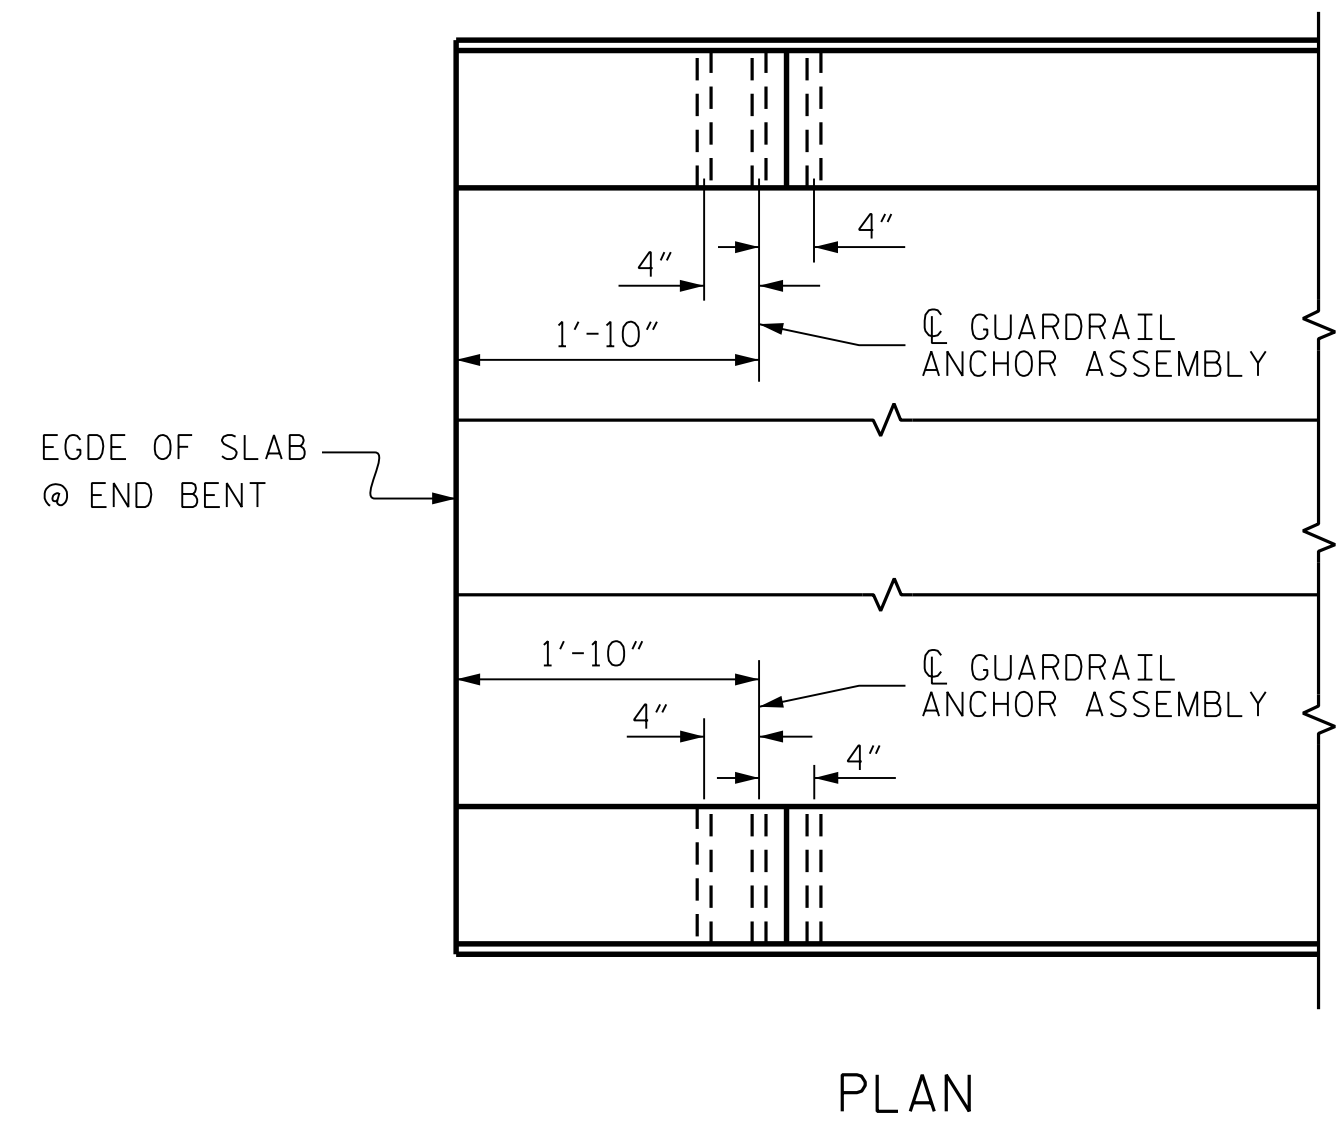 4"
4"
1'-10"
℄ GUARDRAIL
ANCHOR ASSEMBLY
EGDE OF SLAB
@ END BENT
1'-10"
℄ GUARDRAIL
ANCHOR ASSEMBLY
4"
4"
PLAN